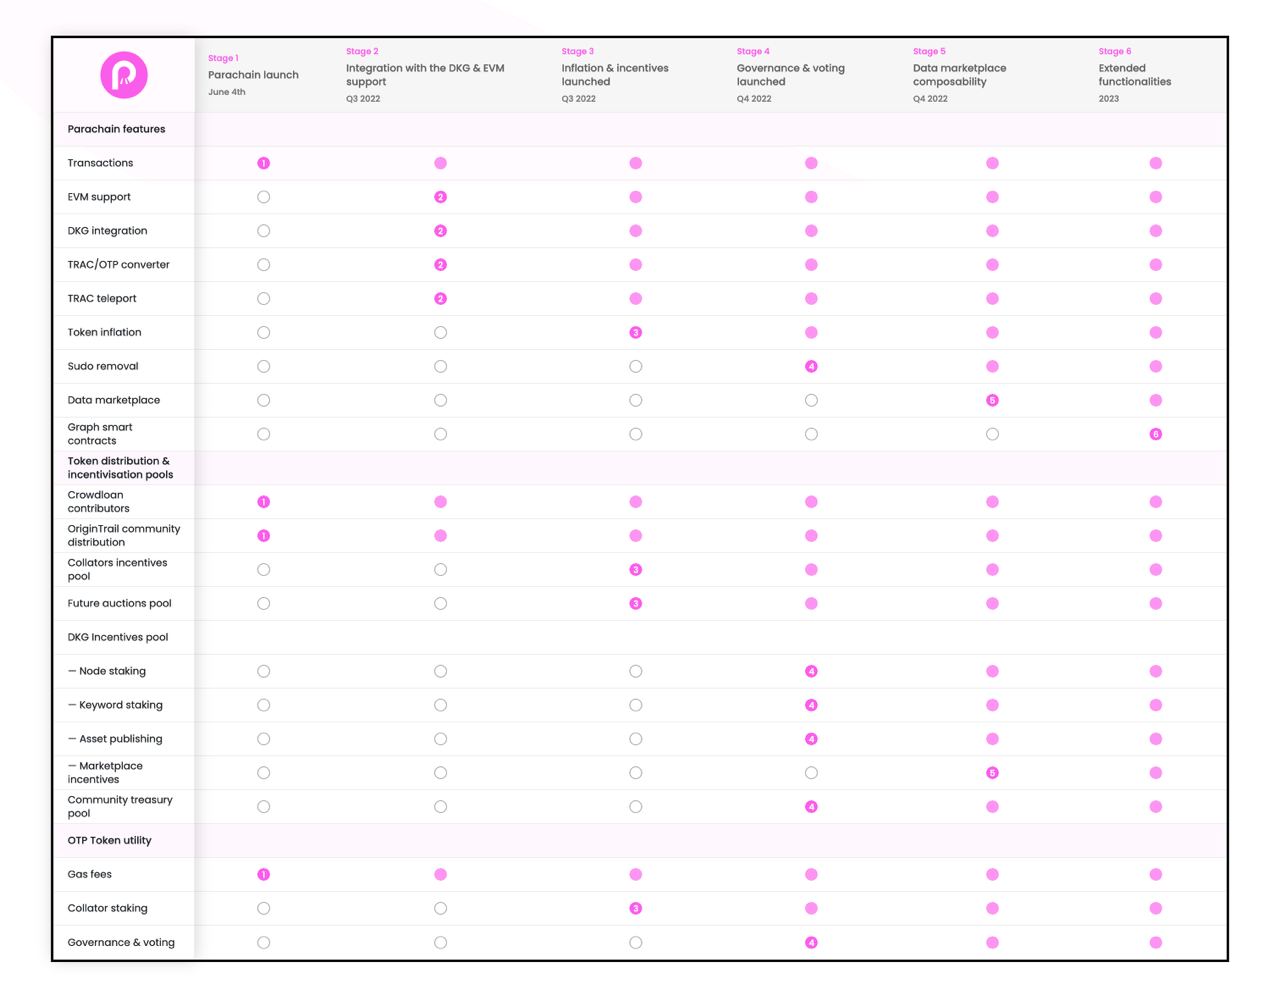 Stage 1
Parachain launch
June 4th
Stage 2
Integration with the DKG & EVM
support
Q3 2022
Stage 3
Inflation & incentives
launched
Q3 2022
Stage 4
Governance & voting
launched
Q4 2022
Stage 5
Data marketplace
composability
Q4 2022
Stage 6
Extended
functionalities
2023
Parachain features
Transactions
1
EVM support
2
DKG integration
2
TRAC/OTP converter
2
TRAC teleport
2
Token inflation
3
Sudo removal
4
Data marketplace
5
Graph smart
contracts
6
Token distribution &
incentivisation pools
Crowdloan
contributors
1
OriginTrail community
distribution
1
Collators incentives
pool
3
Future auctions pool
3
DKG Incentives pool
— Node staking
4
— Keyword staking
4
— Asset publishing
4
— Marketplace
incentives
5
Community treasury
pool
4
OTP Token utility
Gas fees
1
Collator staking
3
Governance & voting
4